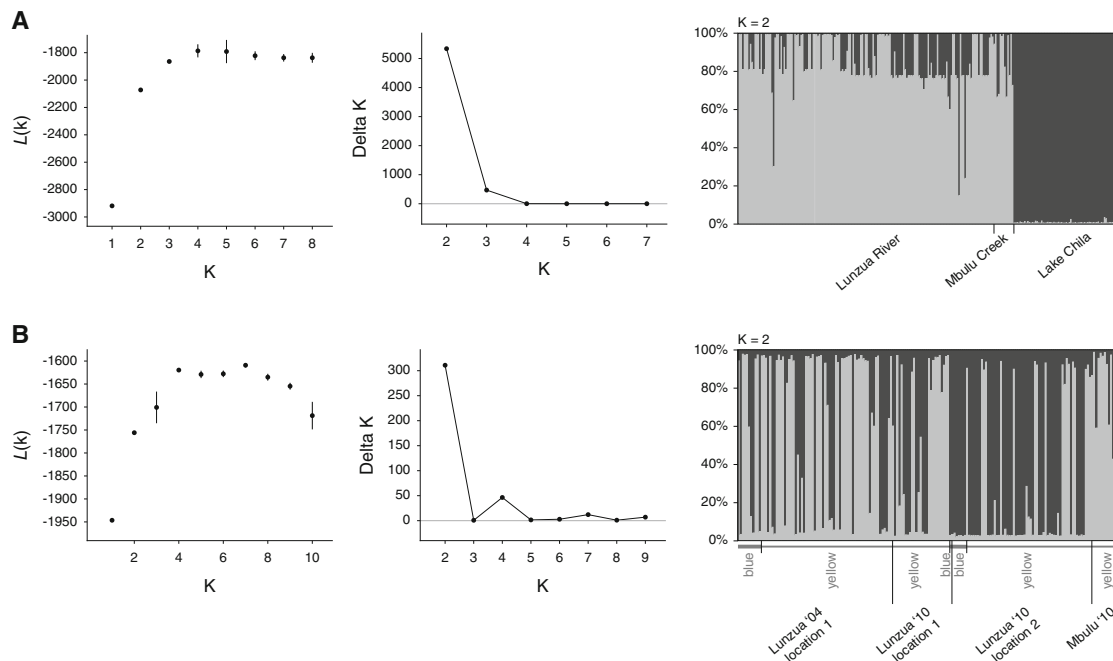 A
-1800
-2000
-2200
-2400
-2600
-2800
-3000
L(k)
1 2 3 4 5 6 7 8
K
5000
4000
3000
2000
1000
0
Delta K
2 3 4 5 6 7
K
K = 2
100%
80%
60%
40%
20%
0%
Lunzua River
Mbulu Creek
Lake Chila
B
-1600
-1650
-1700
-1750
-1800
-1850
-1900
-1950
L(k)
2 4 6 8 10
K
300
250
200
150
100
50
0
Delta K
2 3 4 5 6 7 8 9
K
K = 2
100%
80%
60%
40%
20%
0%
blue
yellow
yellow
blue
blue
yellow
yellow
Lunzua '04
location 1
Lunzua '10
location 1
Lunzua '10
location 2
Mbulu '10